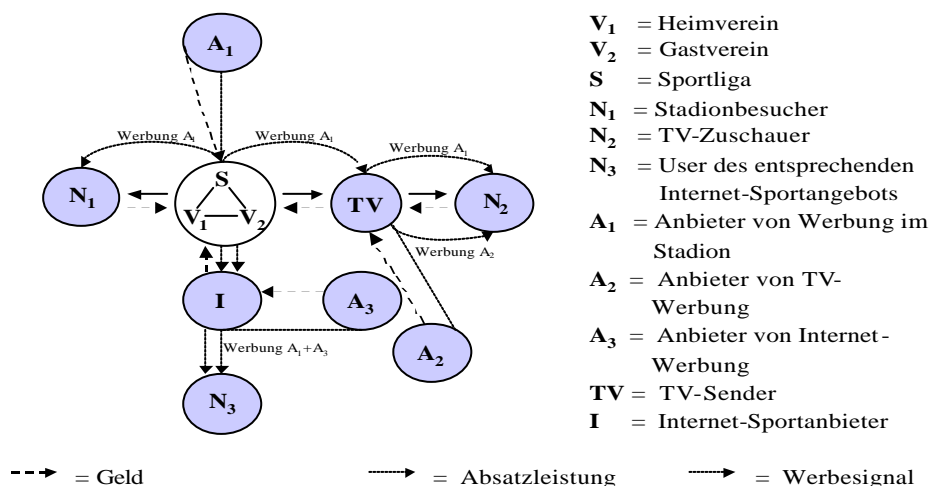 A₁
Werbung A₁
Werbung A₁
Werbung A₁
N₁
S
V₁
V₂
TV
N₂
Werbung A₂
I
A₃
Werbung A₁+A₃
A₂
N₃
V₁ = Heimverein
V₂ = Gastverein
S = Sportliga
N₁ = Stadionbesucher
N₂ = TV-Zuschauer
N₃ = User des entsprechenden
Internet-Sportangebots
A₁ = Anbieter von Werbung im
Stadion
A₂ = Anbieter von TV-
Werbung
A₃ = Anbieter von Internet-
Werbung
TV = TV-Sender
I = Internet-Sportanbieter
= Geld
= Absatzleistung
= Werbesignal